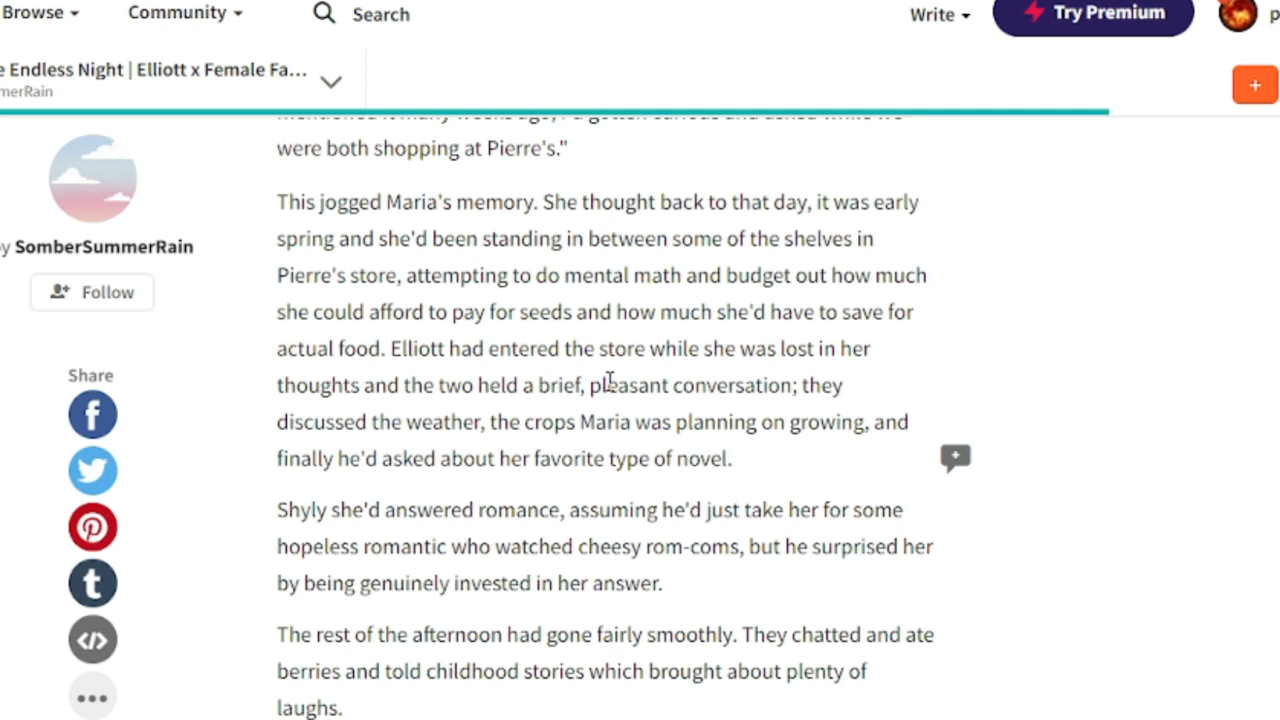 Browse
Community
Search
Write
Try Premium
p
e Endless Night | Elliott x Female Fa...
merRain
+
were both shopping at Pierre's."
This jogged Maria's memory. She thought back to that day, it was early
spring and she'd been standing in between some of the shelves in
Pierre's store, attempting to do mental math and budget out how much
she could afford to pay for seeds and how much she'd have to save for
actual food. Elliott had entered the store while she was lost in her
thoughts and the two held a brief, pleasant conversation; they
discussed the weather, the crops Maria was planning on growing, and
finally he'd asked about her favorite type of novel.
Shyly she'd answered romance, assuming he'd just take her for some
hopeless romantic who watched cheesy rom-coms, but he surprised her
by being genuinely invested in her answer.
The rest of the afternoon had gone fairly smoothly. They chatted and ate
berries and told childhood stories which brought about plenty of
laughs.
y SomberSummerRain
Follow
Share